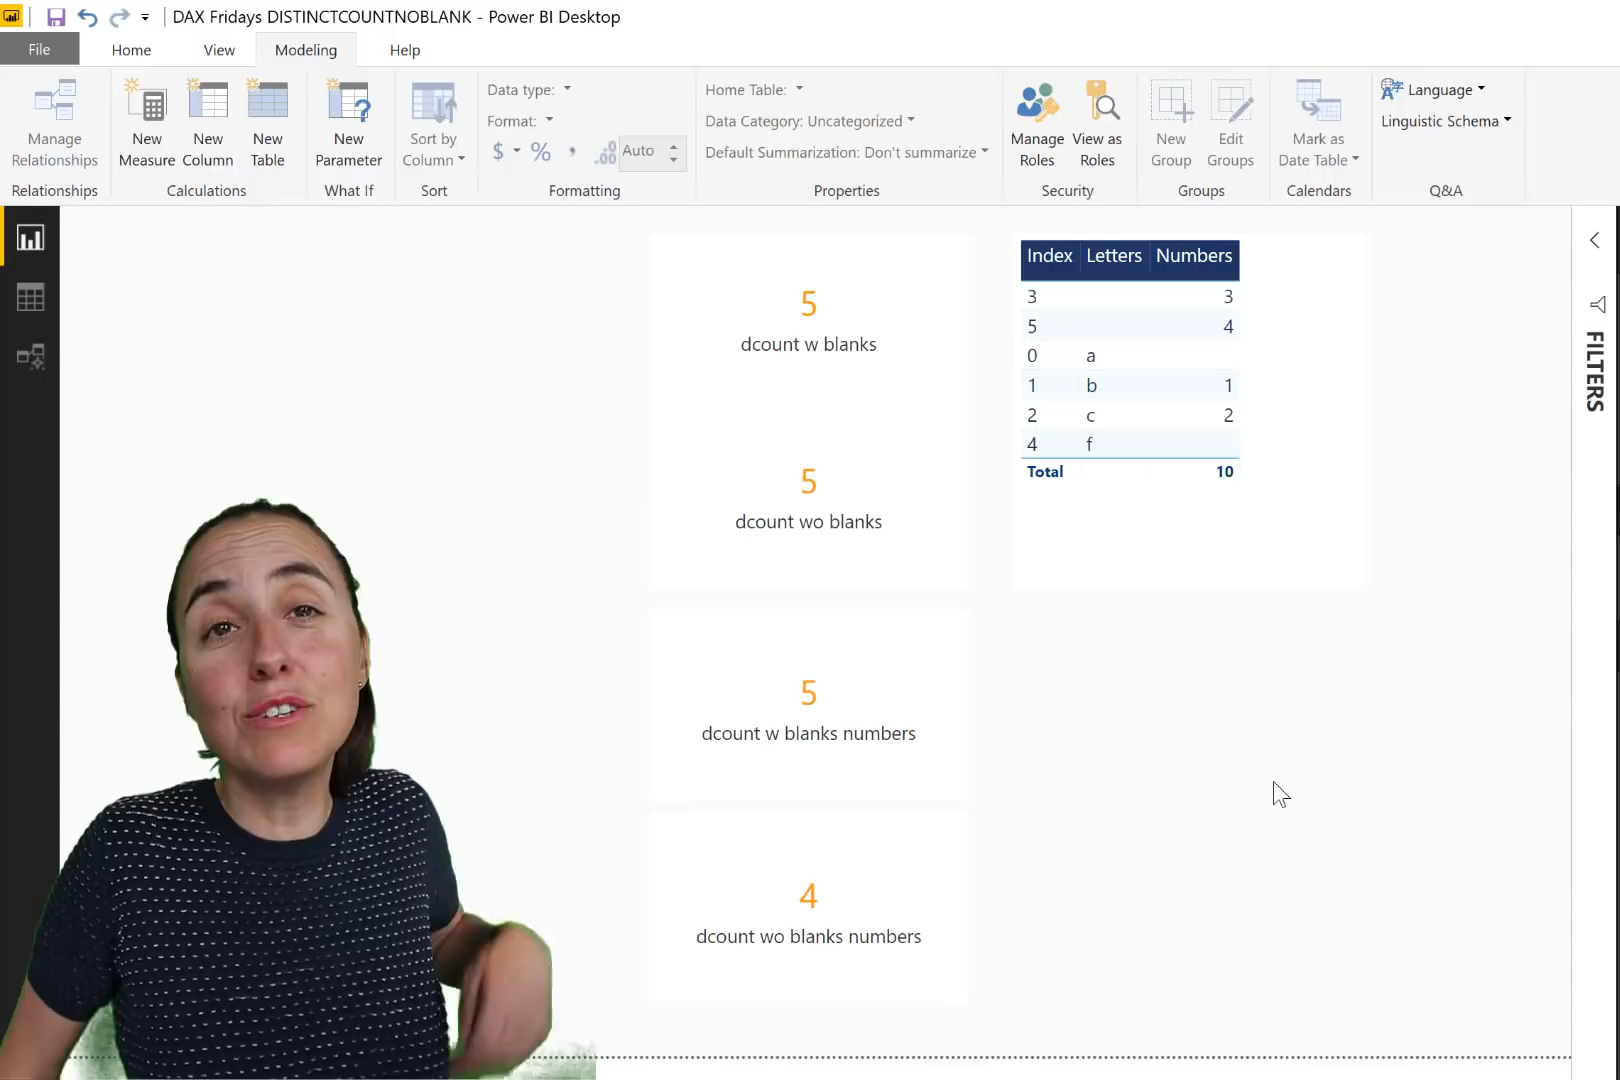 DAX Fridays DISTINCTCOUNTNOBLANK - Power BI Desktop
File Home View Modeling Help
Manage Relationships
New Measure
New Column
New Table
New Parameter
Sort by Column
Data type:
Format:
$ % , Auto
Home Table:
Data Category: Uncategorized
Default Summarization: Don't summarize
Manage Roles
View as Roles
New Group
Edit Groups
Mark as Date Table
Language
Linguistic Schema
Relationships Calculations What If Sort Formatting Properties Security Groups Calendars Q&A
5
dcount w blanks
5
dcount wo blanks
5
dcount w blanks numbers
4
dcount wo blanks numbers
Index Letters Numbers
3 3
5 4
0 a
1 b 1
2 c 2
4 f
Total 10
FILTERS